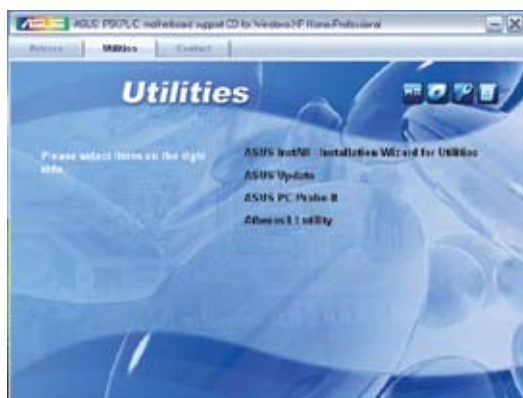 ASUS P5KPL-C motherboard support CD for Windows XP Home/Professional
Drivers Utilities Contact
Utilities
Please select items on the right side.
ASUS InstAll - Installation Wizard for Utilities
ASUS Update
ASUS PC Probe II
Atheros L1 utility